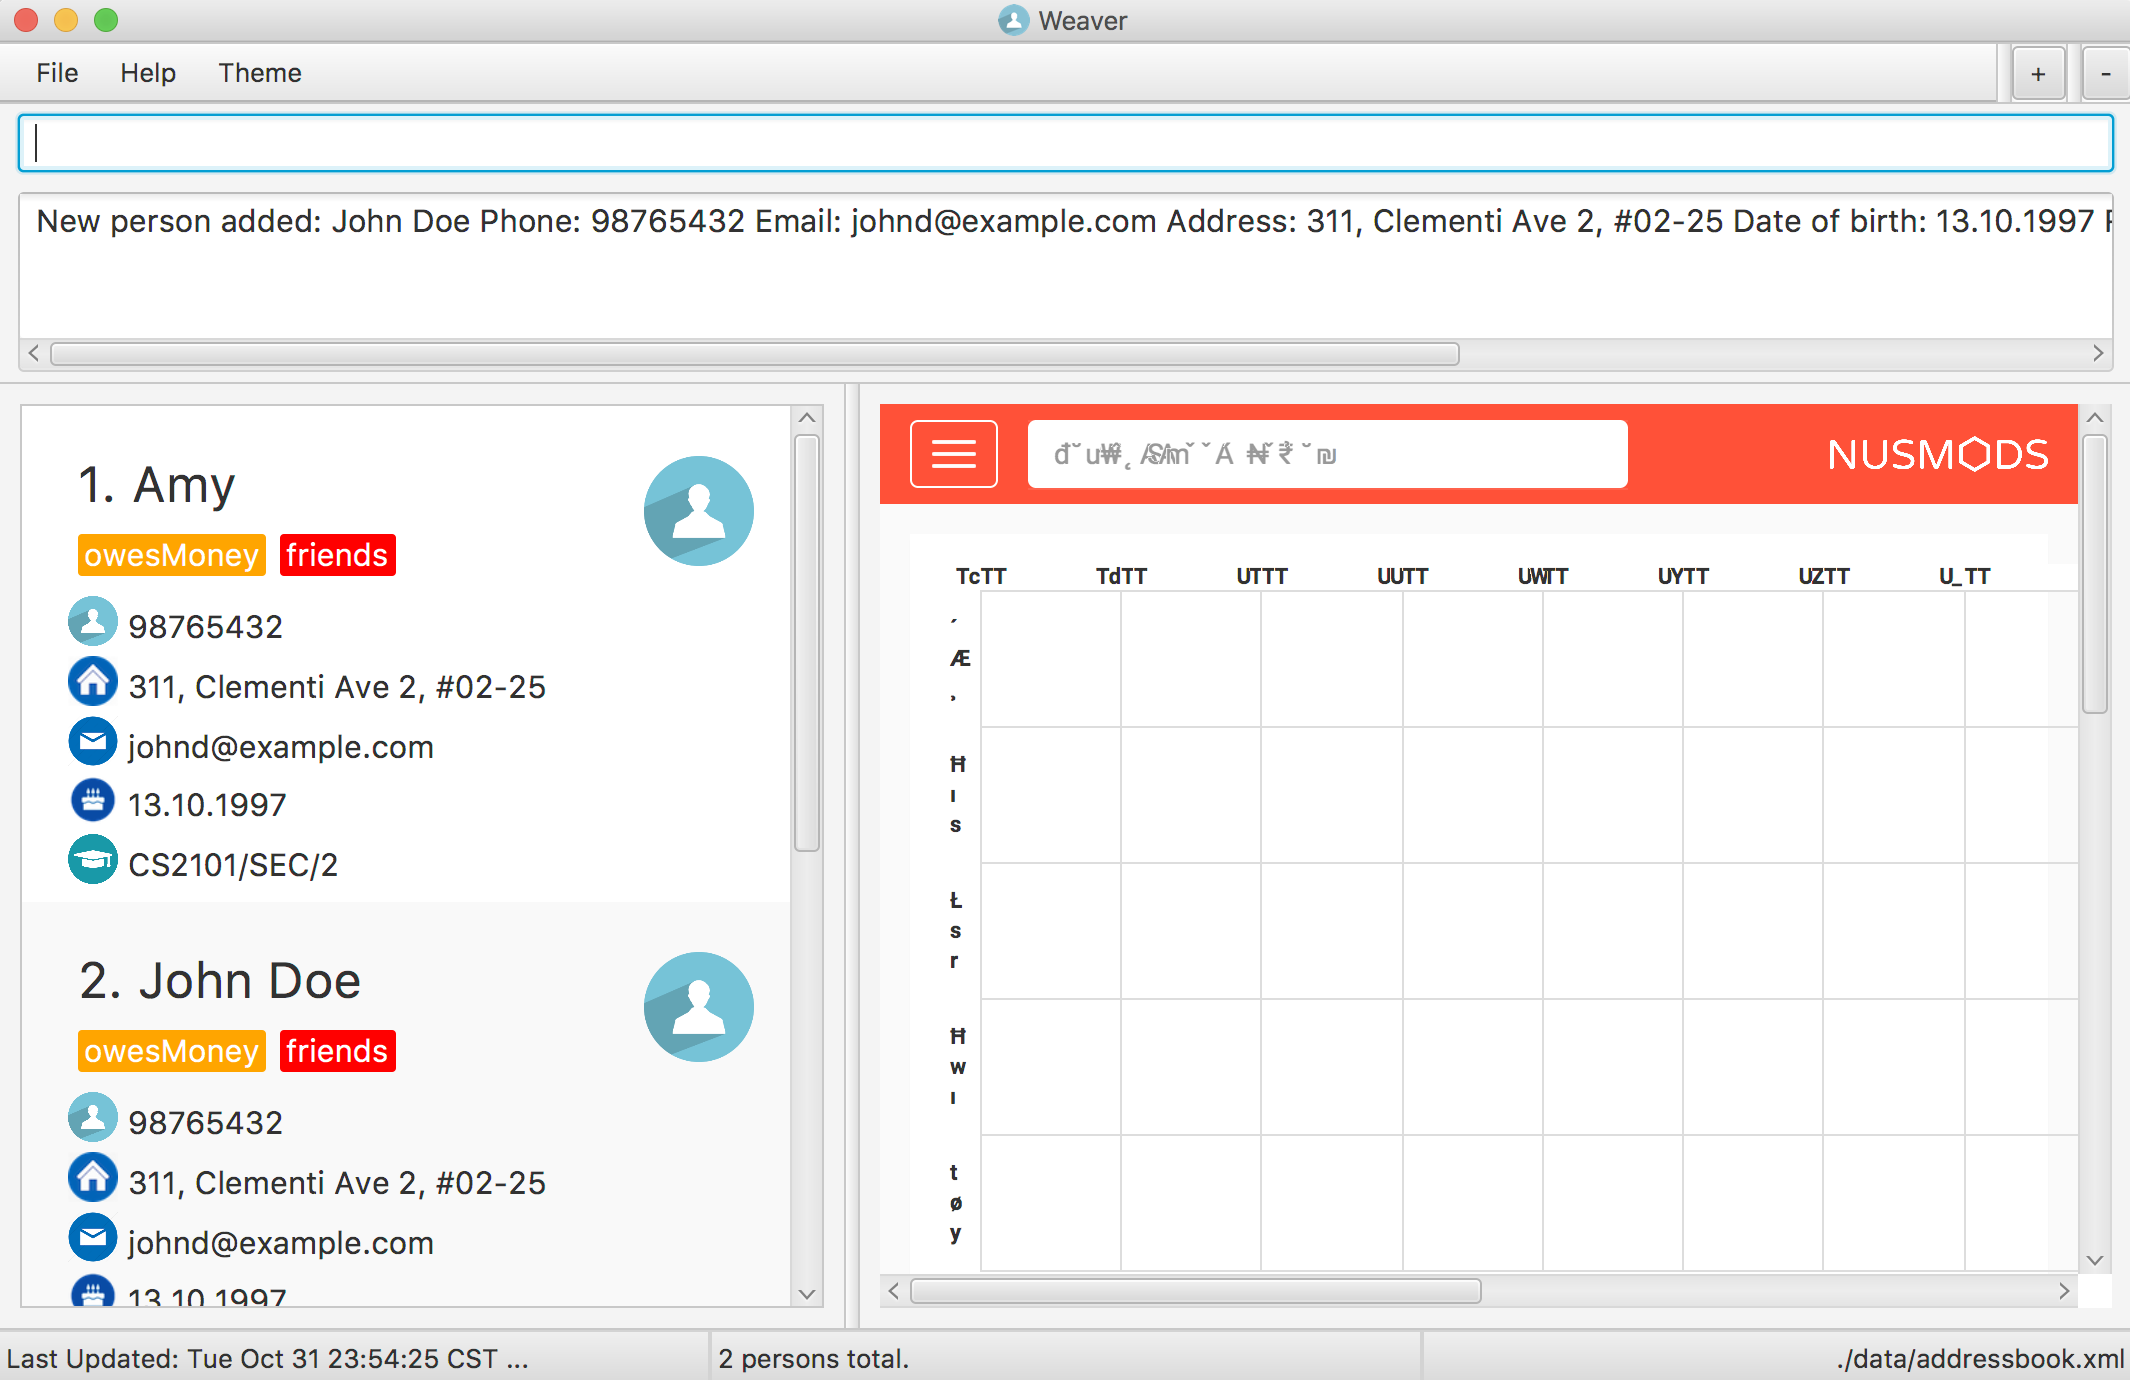 Weaver
File Help Theme + -
New person added: John Doe Phone: 98765432 Email: johnd@example.com Address: 311, Clementi Ave 2, #02-25 Date of birth: 13.10.1997
1. Amy
owesMoney friends
98765432
311, Clementi Ave 2, #02-25
johnd@example.com
13.10.1997
CS2101/SEC/2
2. John Doe
owesMoney friends
98765432
311, Clementi Ave 2, #02-25
johnd@example.com
13.10.1997
NUSMODS
TcTT TdTT UTTT UUTT UWTT UYTT UZTT U_TT
Æ
Ħ
ı
s
Ł
s
r
Ħ
w
ı
t
ø
y
Last Updated: Tue Oct 31 23:54:25 CST ...
2 persons total.
./data/addressbook.xml